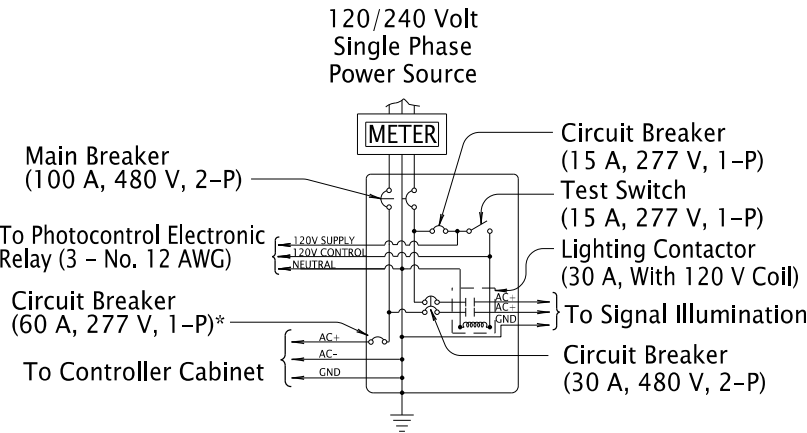 120/240 Volt
Single Phase
Power Source
METER
Main Breaker
(100 A, 480 V, 2-P)
Circuit Breaker
(15 A, 277 V, 1-P)
Test Switch
(15 A, 277 V, 1-P)
To Photocontrol Electronic
Relay (3 - No. 12 AWG)
120V SUPPLY
120V CONTROL
NEUTRAL
Lighting Contactor
(30 A, With 120 V Coil)
Circuit Breaker
(60 A, 277 V, 1-P)*
AC+
AC+
GND
To Signal Illumination
AC+
AC-
GND
To Controller Cabinet
Circuit Breaker
(30 A, 480 V, 2-P)